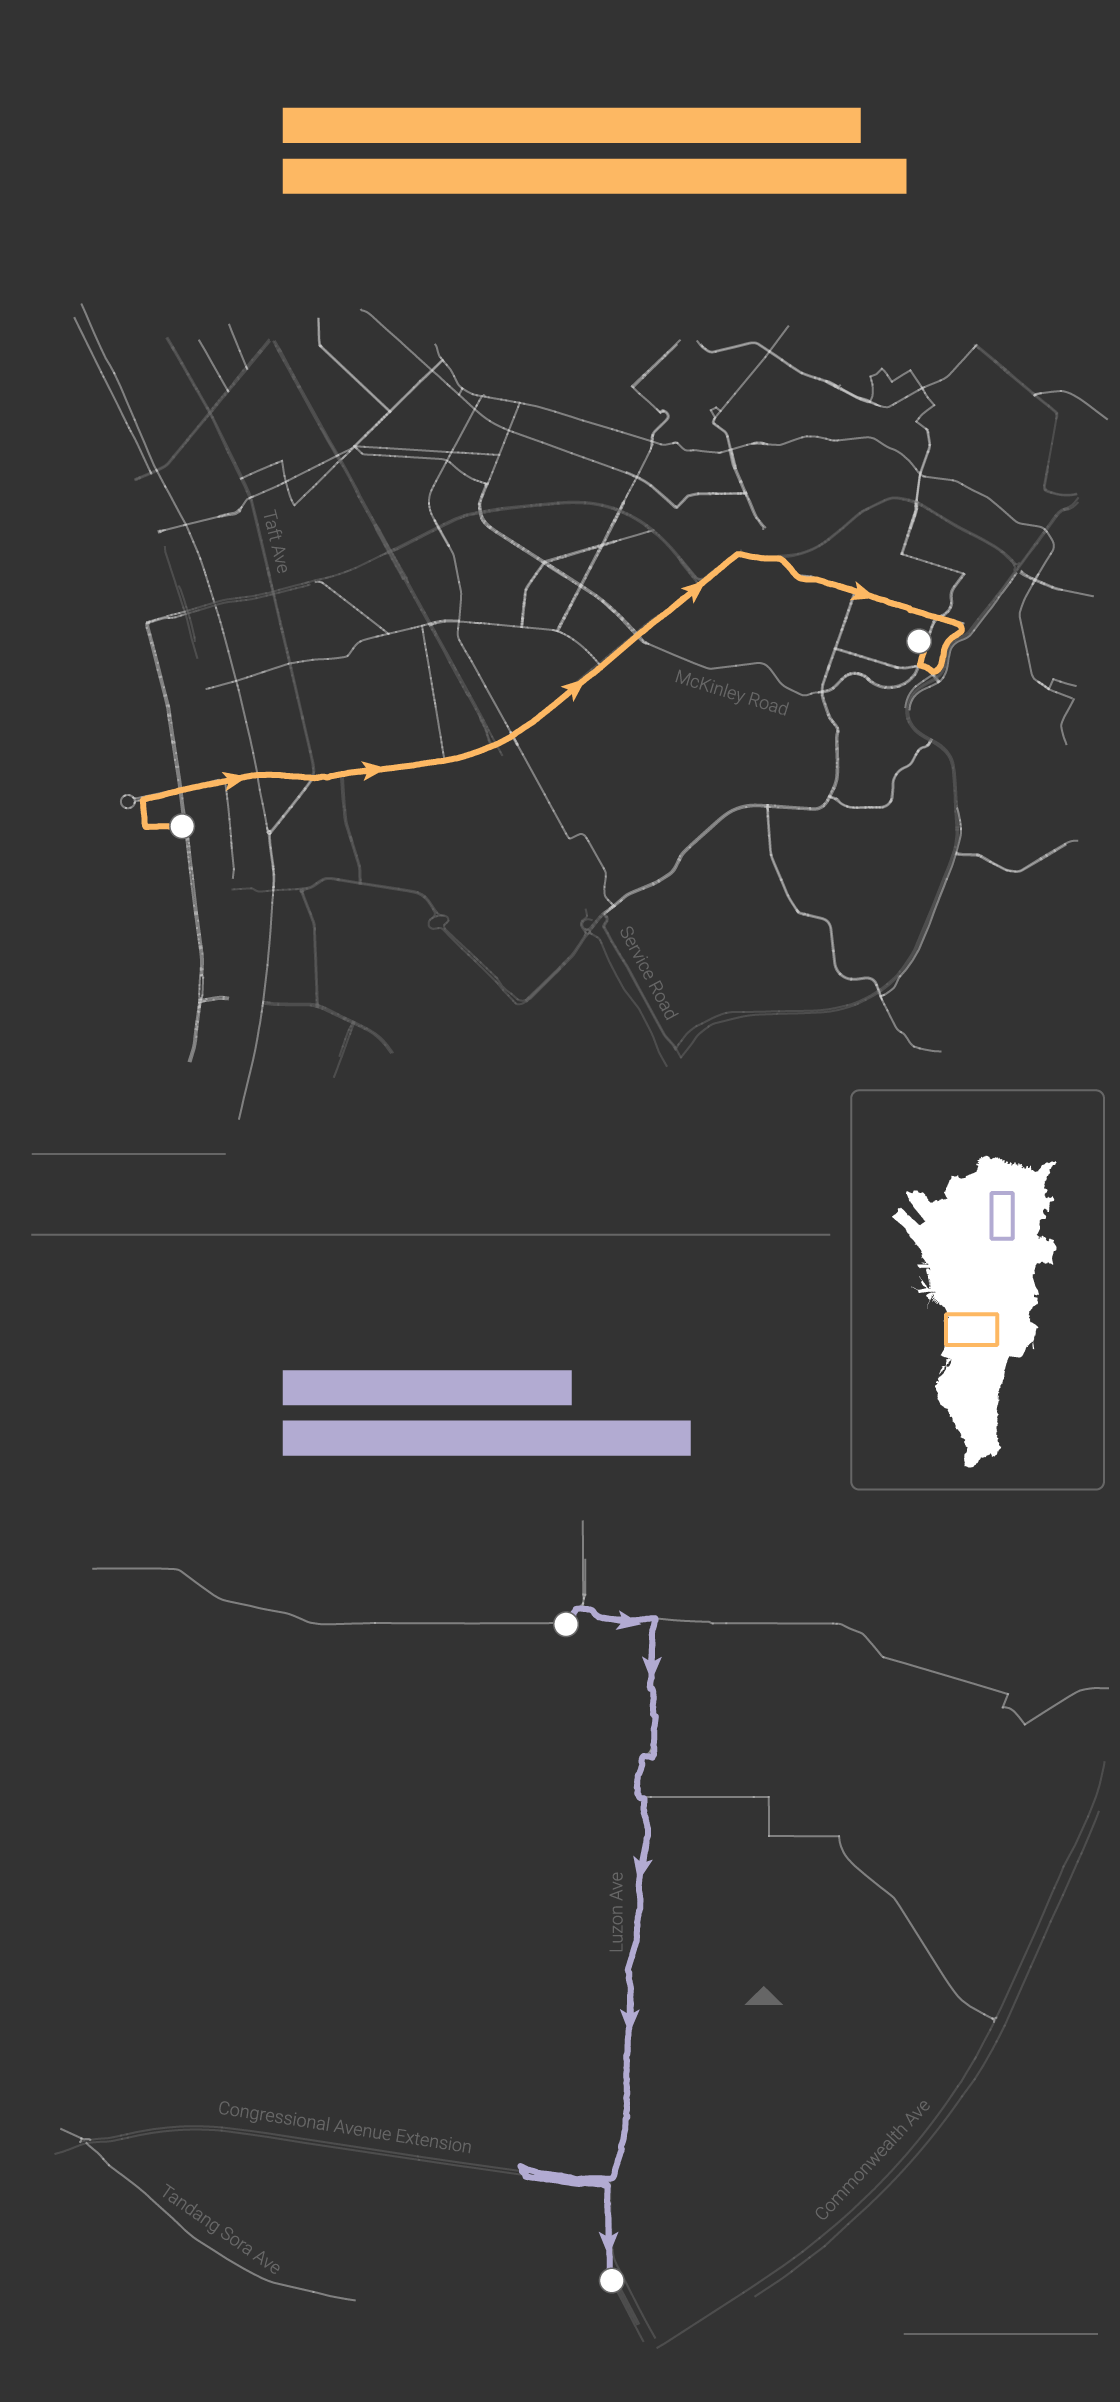 Taft Ave
McKinley Road
Service Road
Luzon Ave
Congressional Avenue Extension
Commonwealth Ave
Tandang Sora Ave